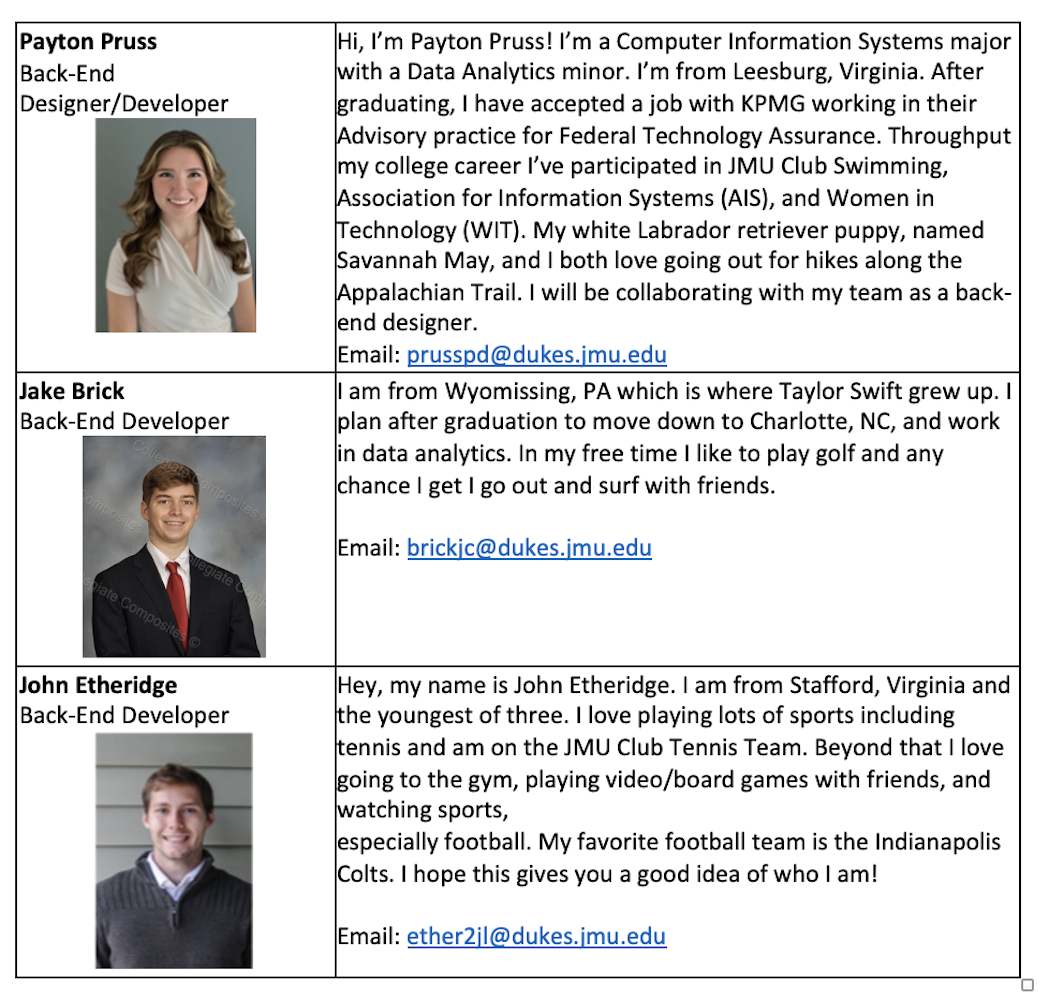 Payton Pruss
Back-End
Designer/Developer
Hi, I’m Payton Pruss! I’m a Computer Information Systems major
with a Data Analytics minor. I’m from Leesburg, Virginia. After
graduating, I have accepted a job with KPMG working in their
Advisory practice for Federal Technology Assurance. Throughput
my college career I’ve participated in JMU Club Swimming,
Association for Information Systems (AIS), and Women in
Technology (WIT). My white Labrador retriever puppy, named
Savannah May, and I both love going out for hikes along the
Appalachian Trail. I will be collaborating with my team as a back-
end designer.
Email: prusspd@dukes.jmu.edu
Jake Brick
Back-End Developer
Collegiate Composites
Composites ©
Collegiate Com
giate Composites ©
I am from Wyomissing, PA which is where Taylor Swift grew up. I
plan after graduation to move down to Charlotte, NC, and work
in data analytics. In my free time I like to play golf and any
chance I get I go out and surf with friends.
Email: brickjc@dukes.jmu.edu
John Etheridge
Back-End Developer
Hey, my name is John Etheridge. I am from Stafford, Virginia and
the youngest of three. I love playing lots of sports including
tennis and am on the JMU Club Tennis Team. Beyond that I love
going to the gym, playing video/board games with friends, and
watching sports,
especially football. My favorite football team is the Indianapolis
Colts. I hope this gives you a good idea of who I am!
Email: ether2jl@dukes.jmu.edu